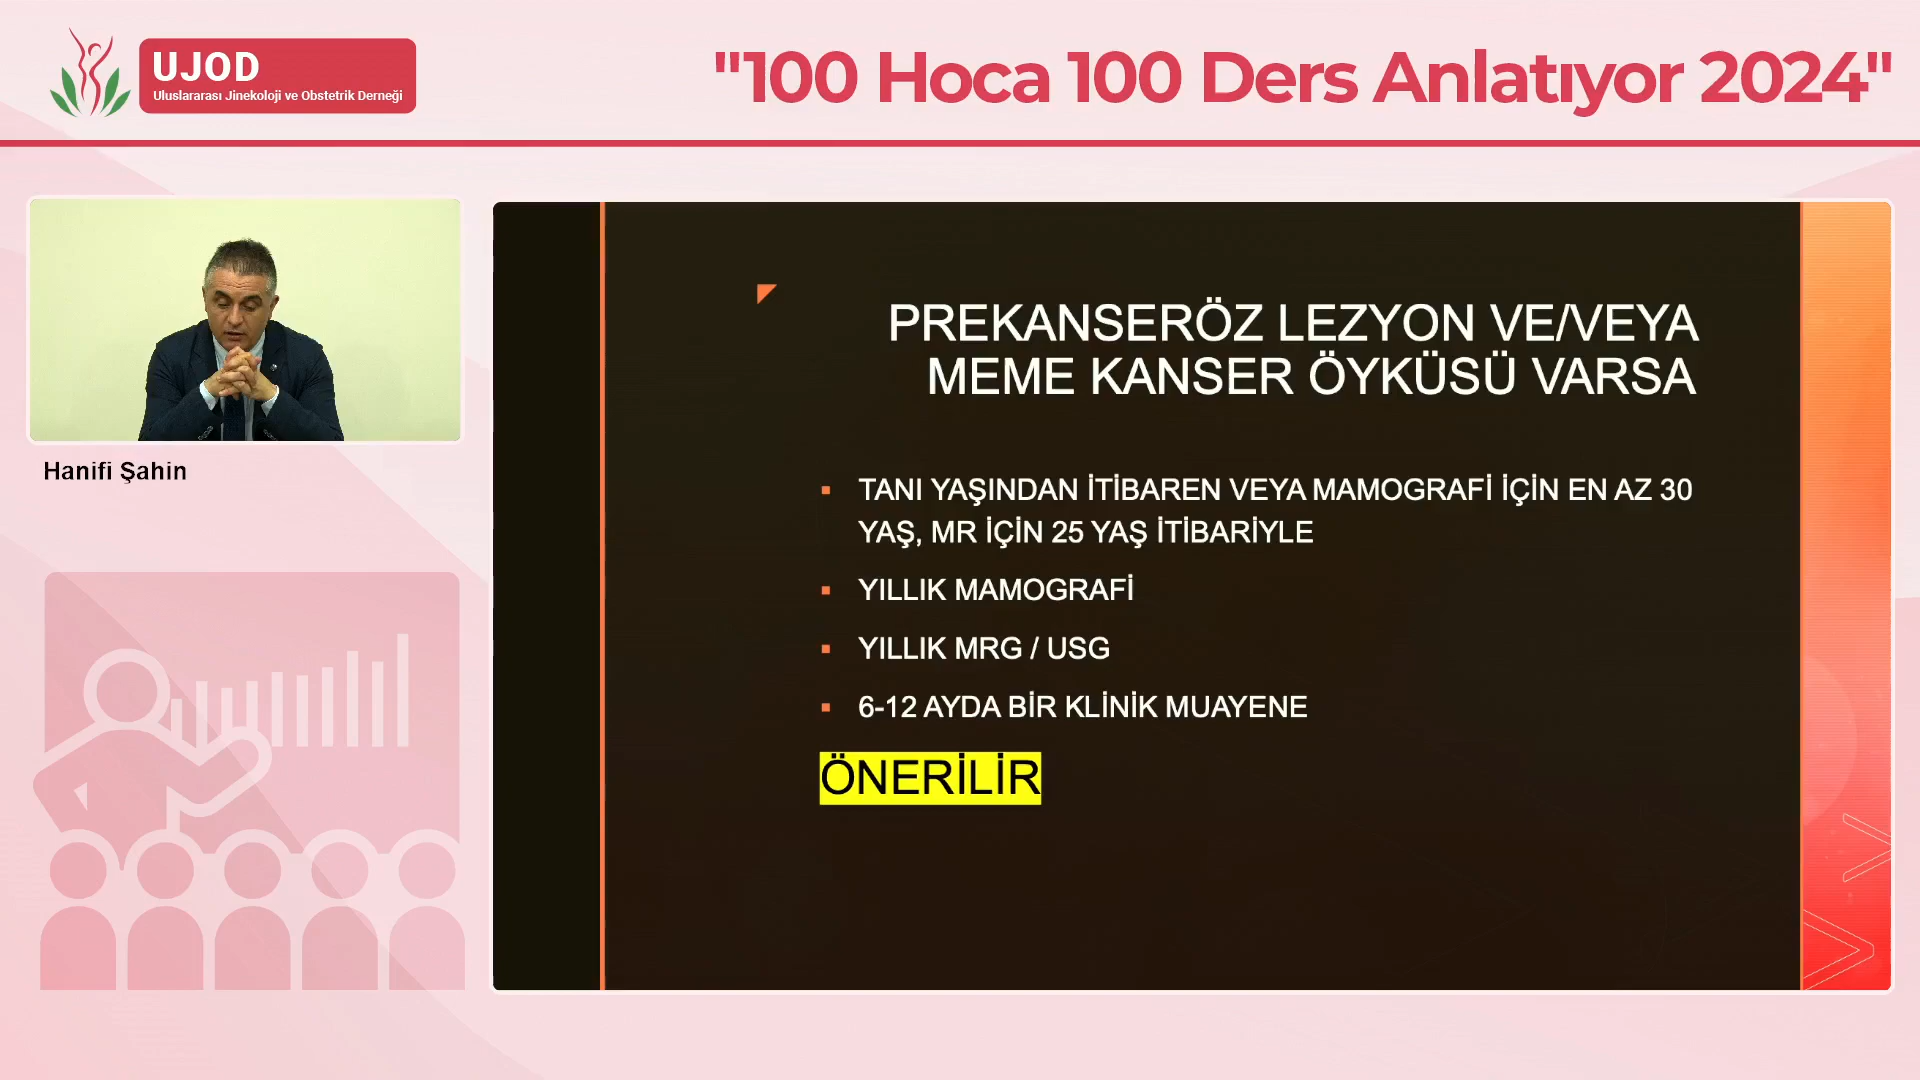 UJOD
Uluslararası Jinekoloji ve Obstetrik Derneği
"100 Hoca 100 Ders Anlatıyor 2024"
Hanifi Şahin
PREKANSERÖZ LEZYON VE/VEYA
MEME KANSER ÖYKÜSÜ VARSA
▪ TANI YAŞINDAN İTİBAREN VEYA MAMOGRAFİ İÇİN EN AZ 30
YAŞ, MR İÇİN 25 YAŞ İTİBARİYLE
▪ YILLIK MAMOGRAFİ
▪ YILLIK MRG / USG
▪ 6-12 AYDA BİR KLİNİK MUAYENE
ÖNERİLİR